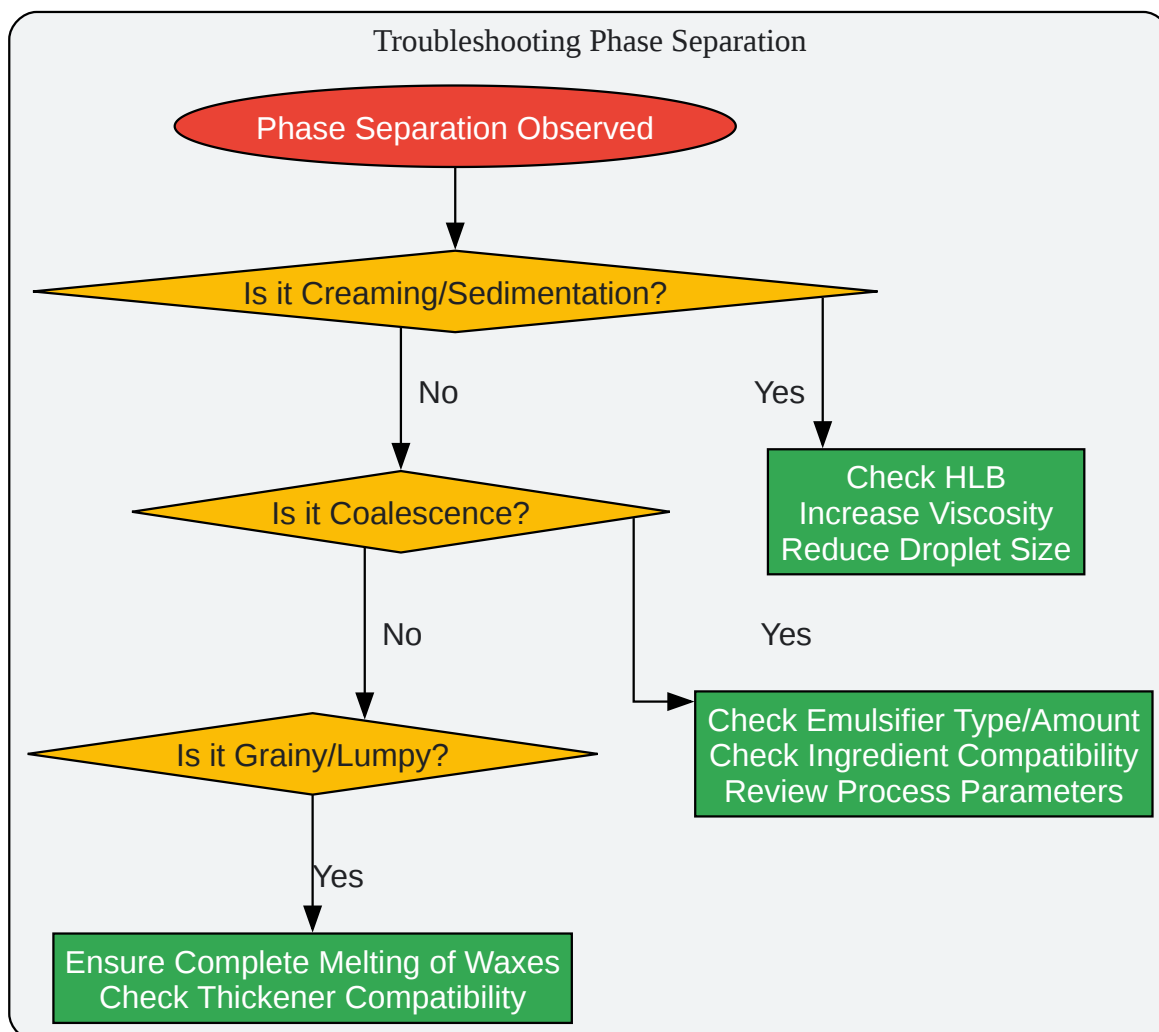 Troubleshooting Phase Separation
Phase Separation Observed
Is it Creaming/Sedimentation?
No
Yes
Check HLB
Increase Viscosity
Reduce Droplet Size
Is it Coalescence?
No
Yes
Check Emulsifier Type/Amount
Check Ingredient Compatibility
Review Process Parameters
Is it Grainy/Lumpy?
Yes
Ensure Complete Melting of Waxes
Check Thickener Compatibility